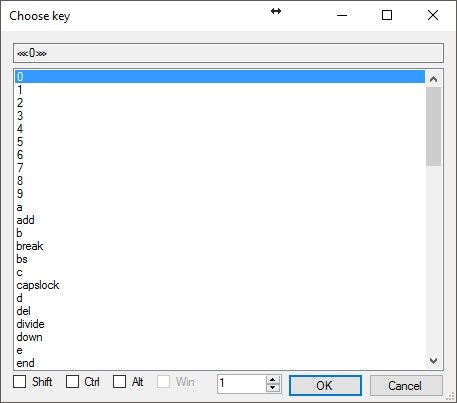 Choose key
<<<0>>>
0
1
2
3
4
5
6
7
8
9
a
add
b
break
bs
c
capslock
d
del
divide
down
e
end
Shift Ctrl Alt Win 1 OK Cancel